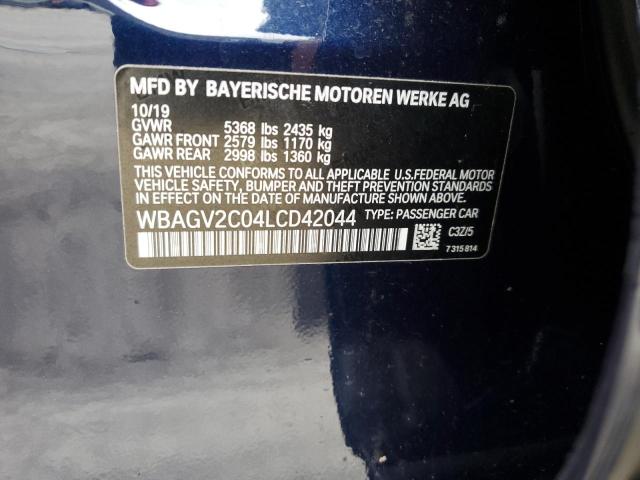 MFD BY BAYERISCHE MOTOREN WERKE AG
10/19
GVWR 5368 lbs 2435 kg
GAWR FRONT 2579 lbs 1170 kg
GAWR REAR 2998 lbs 1360 kg
THIS VEHICLE CONFORMS TO ALL APPLICABLE U.S.FEDERAL MOTOR
VEHICLE SAFETY, BUMPER AND THEFT PREVENTION STANDARDS
IN EFFECT ON THE DATE OF MANUFACTURE SHOWN ABOVE.
WBAGV2C04LCD42044 TYPE: PASSENGER CAR
C3Z/5
7315814